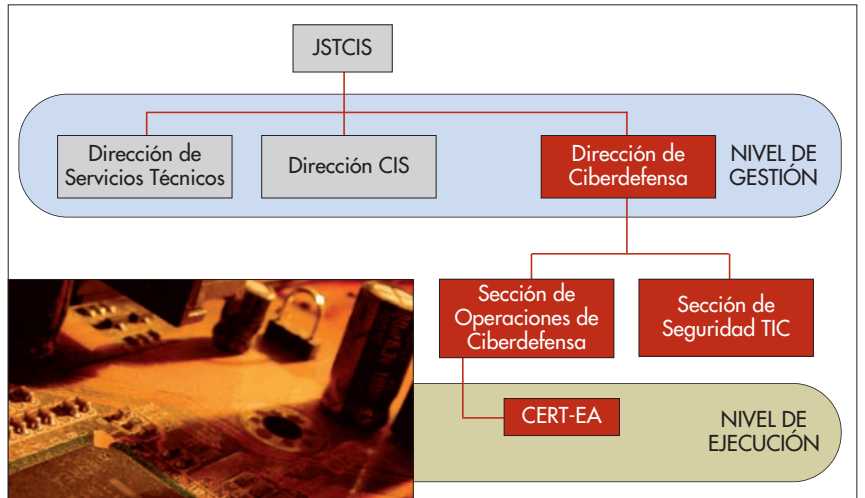 JSTCIS
Dirección de
Servicios Técnicos
Dirección CIS
Dirección de
Ciberdefensa
NIVEL DE
GESTIÓN
Sección de
Operaciones de
Ciberdefensa
Sección de
Seguridad TIC
CERT-EA
NIVEL DE
EJECUCIÓN